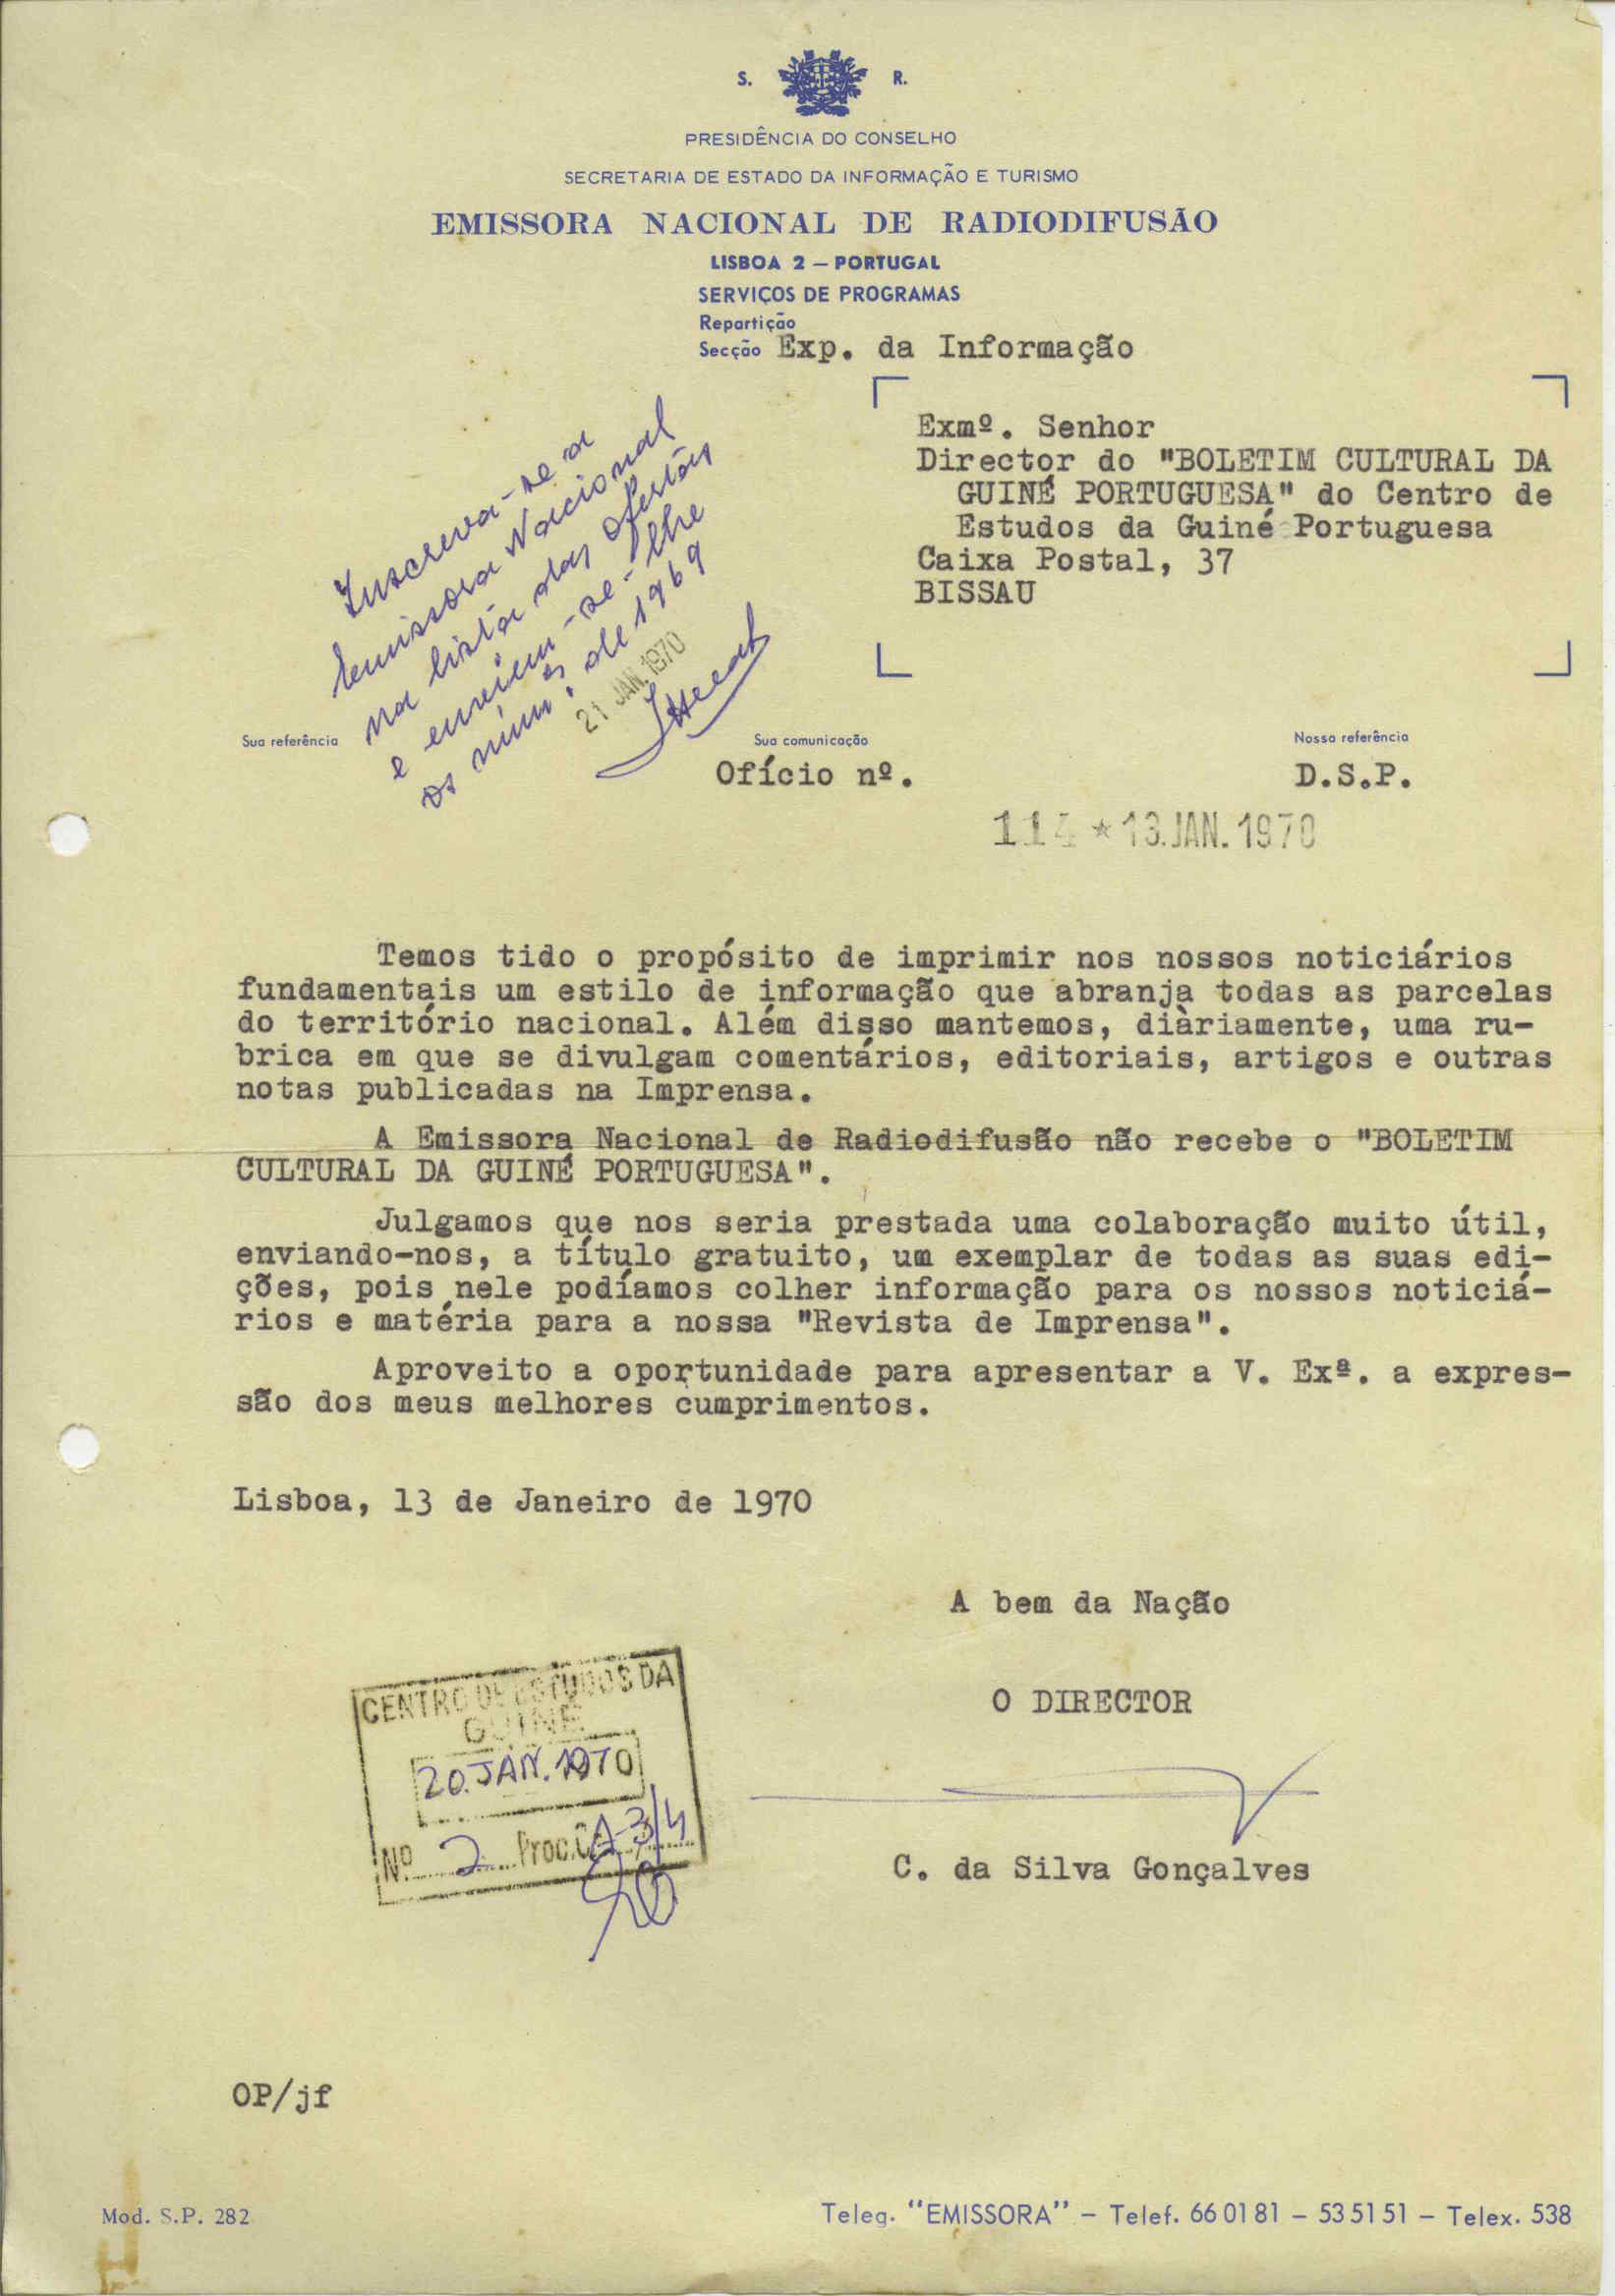 S. R.
PRESIDÊNCIA DO CONSELHO
SECRETARIA DE ESTADO DA INFORMAÇÃO E TURISMO
EMISSORA NACIONAL DE RADIODIFUSÃO
LISBOA 2 — PORTUGAL
SERVIÇOS DE PROGRAMAS
Repartição
Secção Exp. da Informação
Exmº. Senhor
Director do "BOLETIM CULTURAL DA
GUINÉ PORTUGUESA" do Centro de
Estudos da Guiné Portuguesa
Caixa Postal, 37
BISSAU
Inscreva-se a
Emissora Nacional
na lista das ofertas
e enviem-se-lhe
os núm.os de 1969
21 JAN. 1970
Sua referência
Sua comunicação
Nossa referência
Ofício nº.
D.S.P.
114 * 13.JAN.1970
Temos tido o propósito de imprimir nos nossos noticiários
fundamentais um estilo de informação que abranja todas as parcelas
do território nacional. Além disso mantemos, diàriamente, uma ru-
brica em que se divulgam comentários, editoriais, artigos e outras
notas publicadas na Imprensa.
A Emissora Nacional de Radiodifusão não recebe o "BOLETIM
CULTURAL DA GUINÉ PORTUGUESA".
Julgamos que nos seria prestada uma colaboração muito útil,
enviando-nos, a título gratuito, um exemplar de todas as suas edi-
ções, pois nele podíamos colher informação para os nossos noticiá-
rios e matéria para a nossa "Revista de Imprensa".
Aproveito a oportunidade para apresentar a V. Exª. a expres-
são dos meus melhores cumprimentos.
Lisboa, 13 de Janeiro de 1970
A bem da Nação
O DIRECTOR
C. da Silva Gonçalves
CENTRO DE ESTUDOS DA
GUINÉ
20.JAN.1970
Nº 2 Proc. A-3/4
OP/jf
Mod. S.P. 282
Teleg. "EMISSORA" – Telef. 66 01 81 – 53 51 51 – Telex. 538